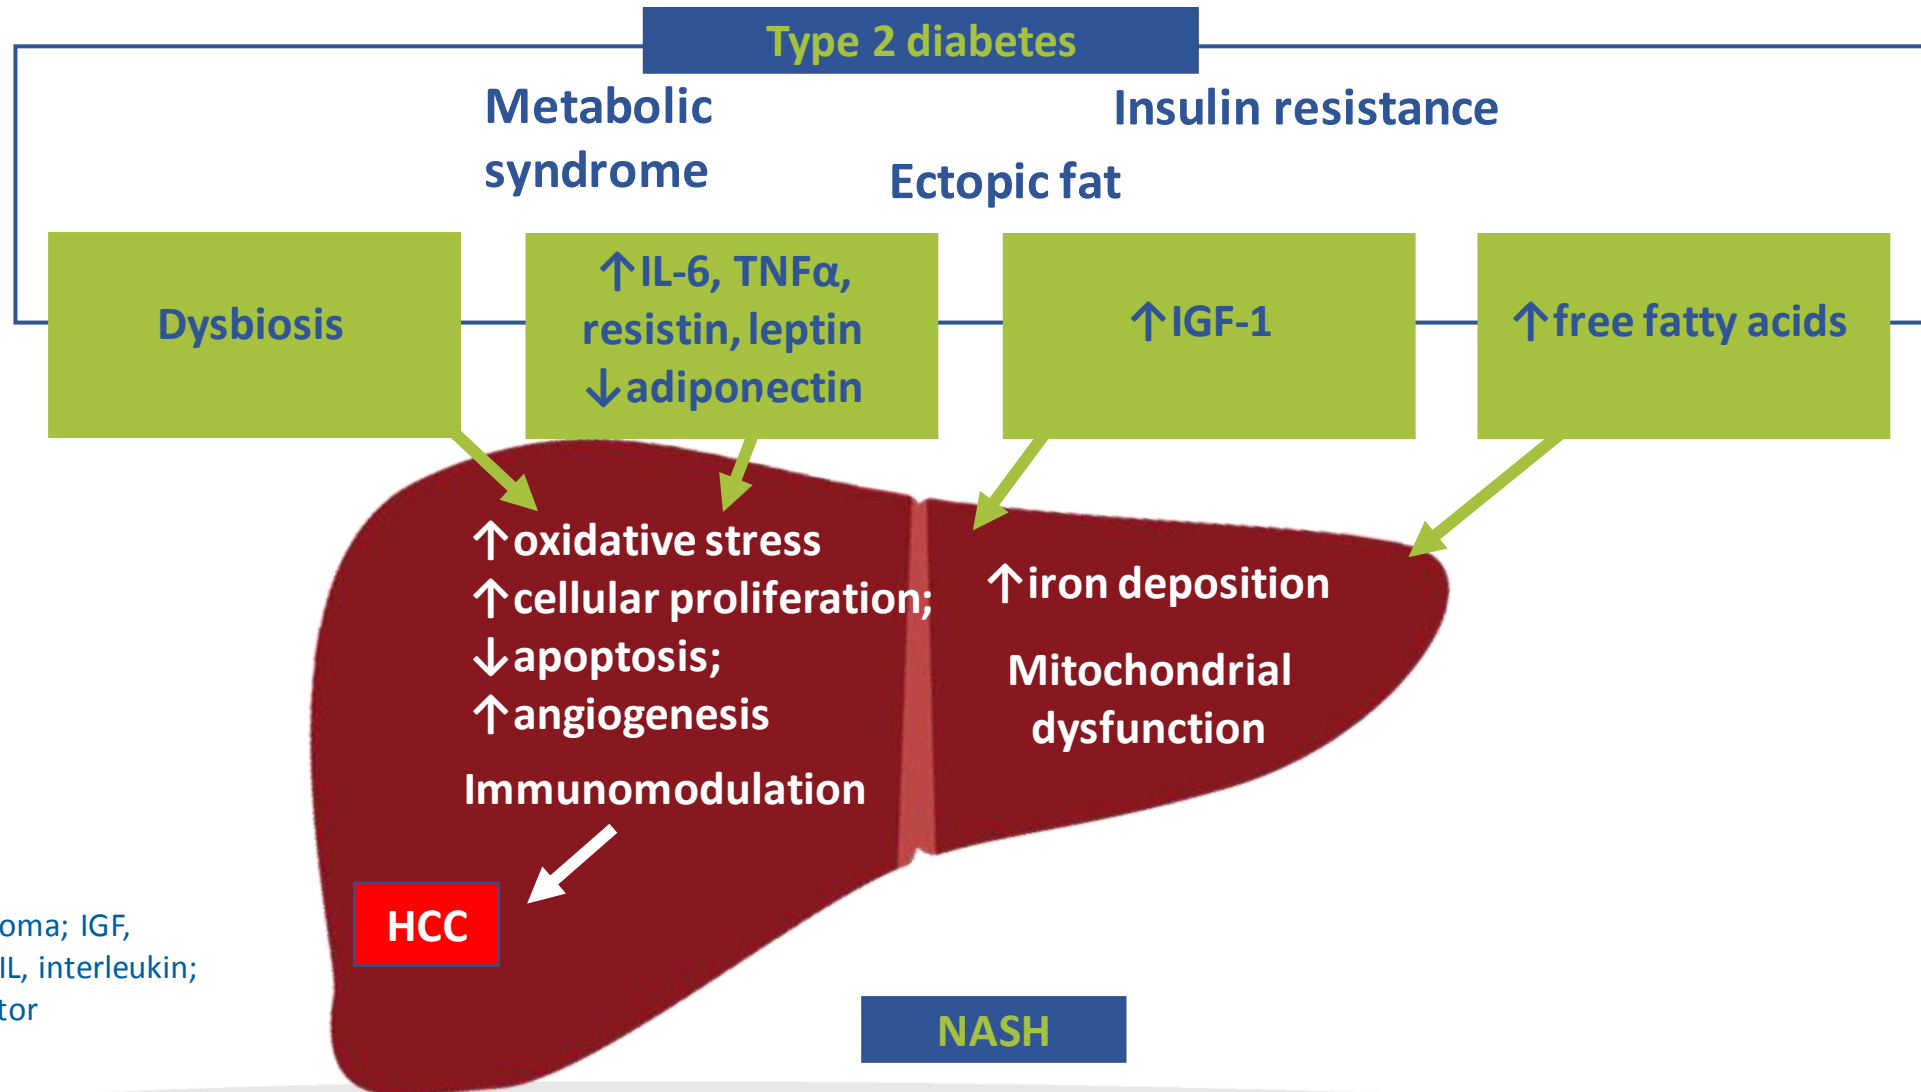 Type 2 diabetes
Metabolic
syndrome
Insulin resistance
Ectopic fat
Dysbiosis
↑IL-6, TNFα,
resistin, leptin
↓adiponectin
↑IGF-1
↑free fatty acids
↑oxidative stress
↑cellular proliferation;
↓apoptosis;
↑angiogenesis
Immunomodulation
↑iron deposition
Mitochondrial
dysfunction
HCC
oma; IGF,
IL, interleukin;
tor
NASH